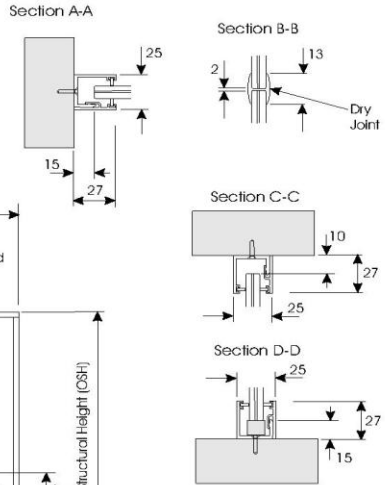 Section A-A
25
15
27
Section B-B
2
13
Dry
Joint
Section C-C
10
27
25
Section D-D
25
27
15
d
tructural Height (OSH)